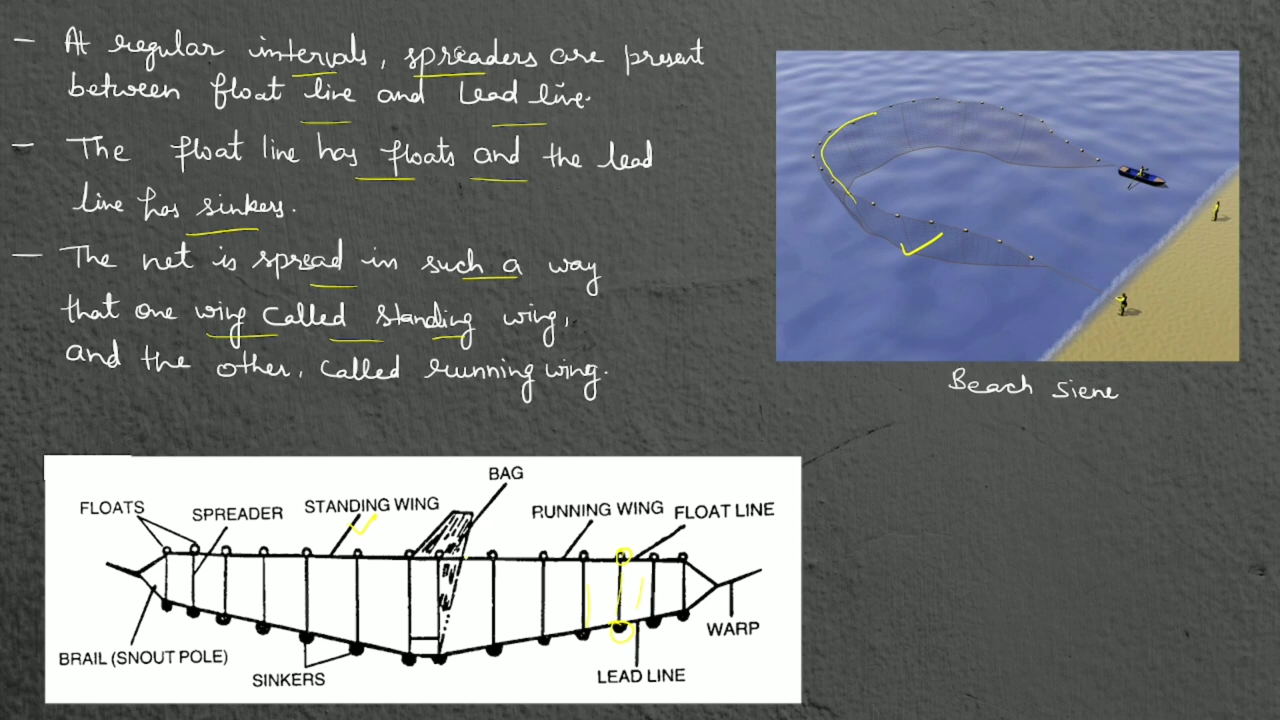 – At regular intervals, spreaders are present
between float line and lead line.
– The float line has floats and the lead
line has sinkers.
– The net is spread in such a way
that one wing called standing wing,
and the other, called running wing.
Beach Siene
BAG
FLOATS
SPREADER
STANDING WING
RUNNING WING
FLOAT LINE
BRAIL (SNOUT POLE)
SINKERS
LEAD LINE
WARP